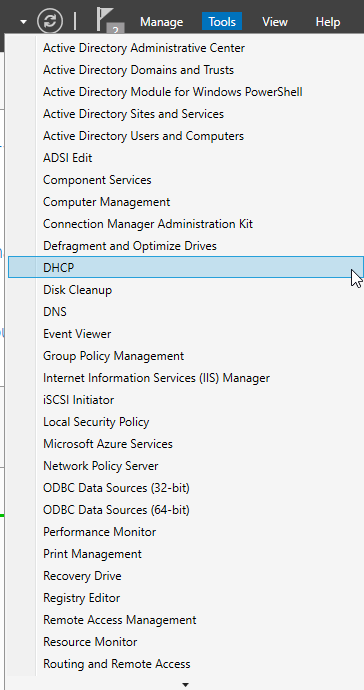 2
Manage Tools View Help
Active Directory Administrative Center
Active Directory Domains and Trusts
Active Directory Module for Windows PowerShell
Active Directory Sites and Services
Active Directory Users and Computers
ADSI Edit
Component Services
Computer Management
Connection Manager Administration Kit
Defragment and Optimize Drives
DHCP
Disk Cleanup
DNS
Event Viewer
Group Policy Management
Internet Information Services (IIS) Manager
iSCSI Initiator
Local Security Policy
Microsoft Azure Services
Network Policy Server
ODBC Data Sources (32-bit)
ODBC Data Sources (64-bit)
Performance Monitor
Print Management
Recovery Drive
Registry Editor
Remote Access Management
Resource Monitor
Routing and Remote Access